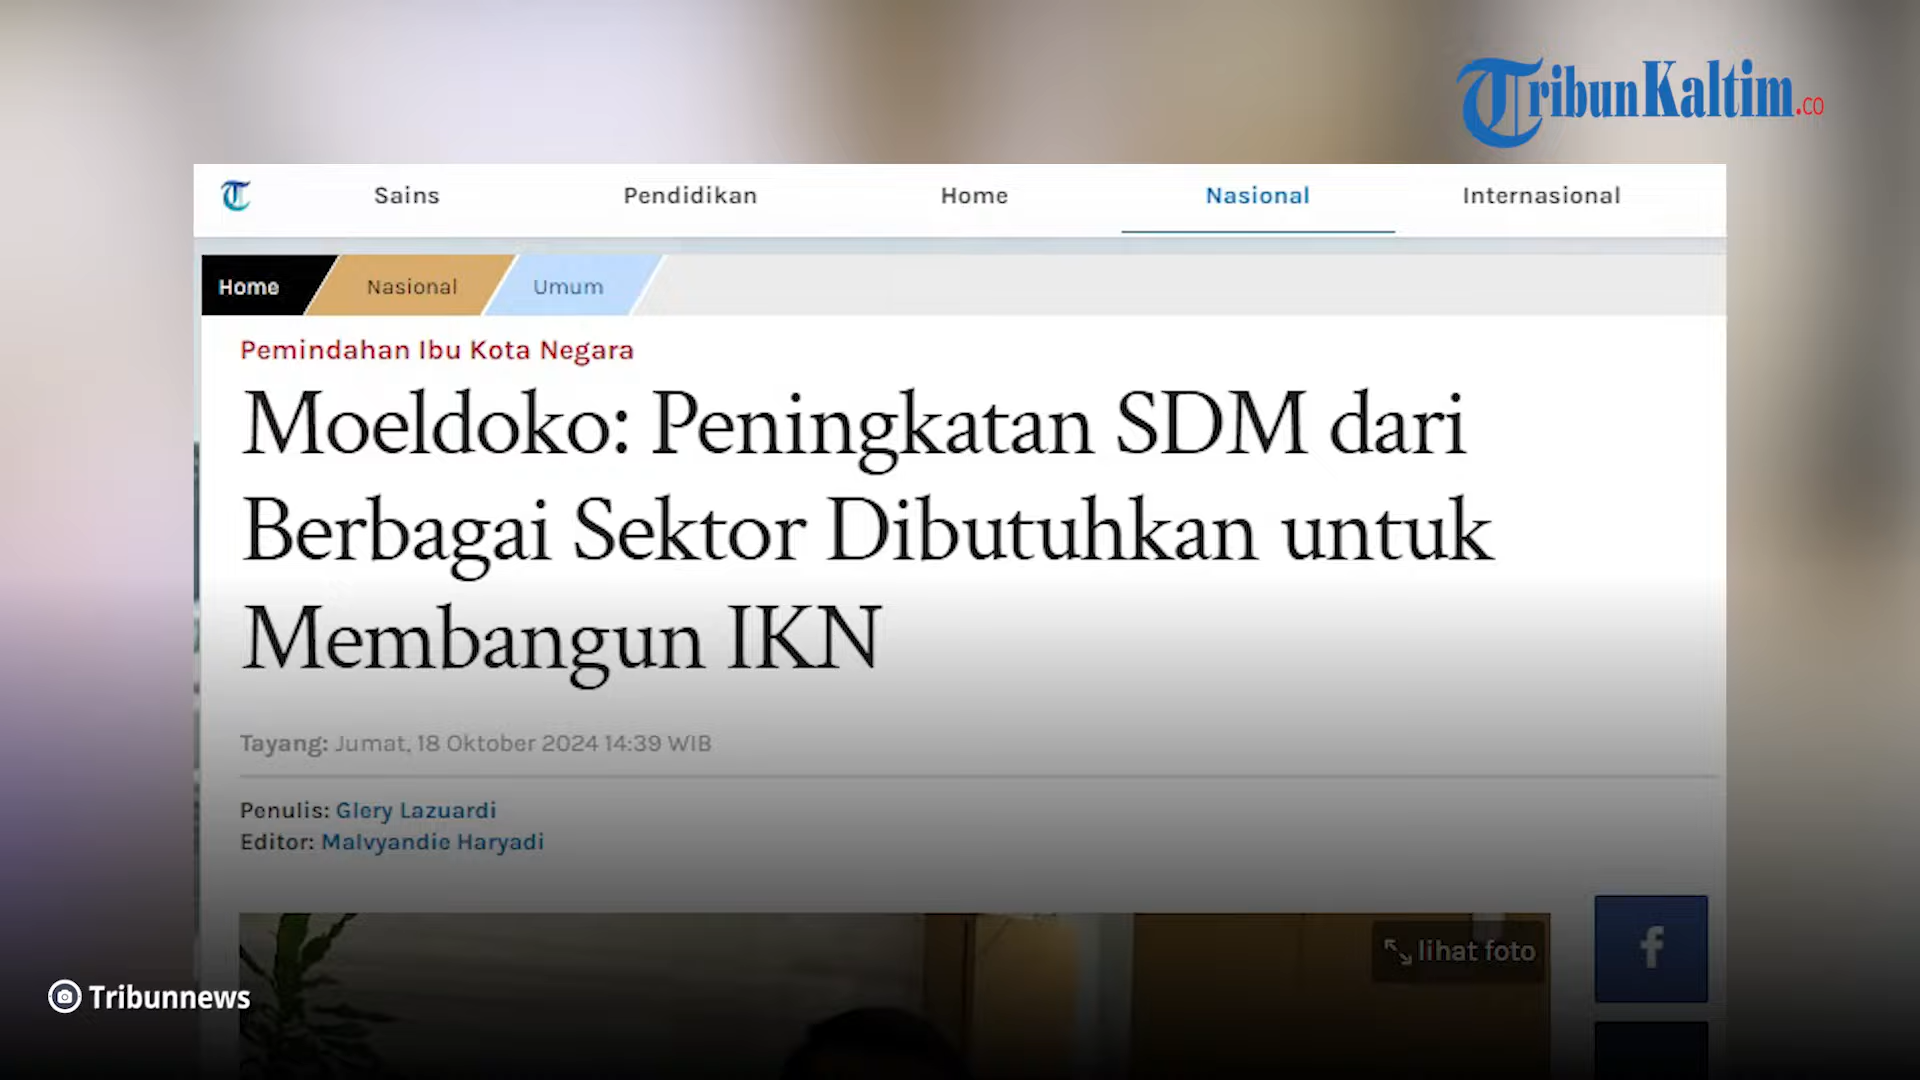 TribunKaltim.co
Sains Pendidikan Home Nasional Internasional
Home Nasional Umum
Pemindahan Ibu Kota Negara
Moeldoko: Peningkatan SDM dari
Berbagai Sektor Dibutuhkan untuk
Membangun IKN
Tayang: Jumat, 18 Oktober 2024 14:39 WIB
Penulis: Glery Lazuardi
Editor: Malvyandie Haryadi
lihat foto
Tribunnews